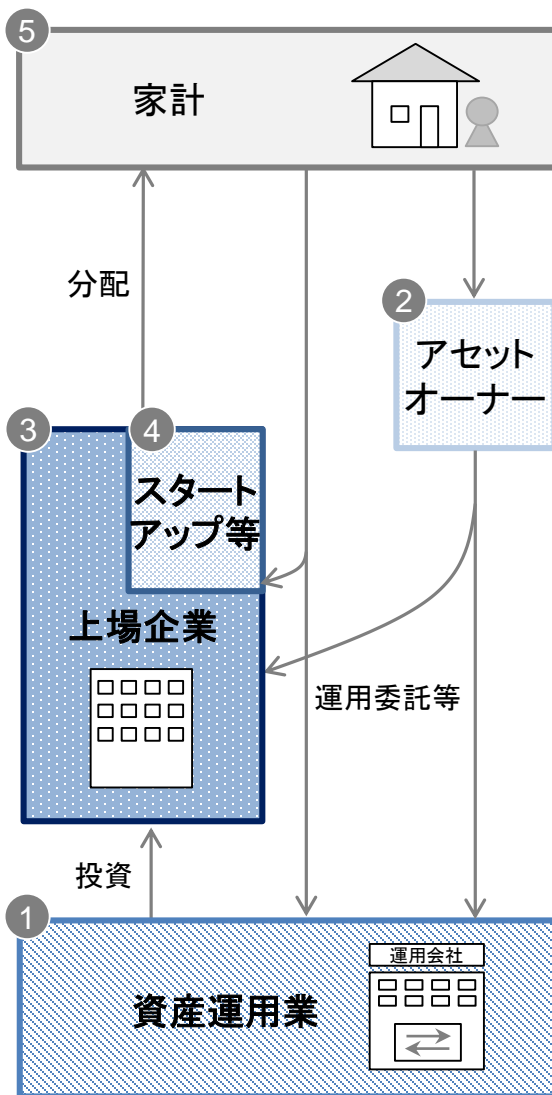 5
家計
分配
2
アセット
オーナー
3
4
スタート
アップ等
上場企業
運用委託等
投資
1
運用会社
資産運用業